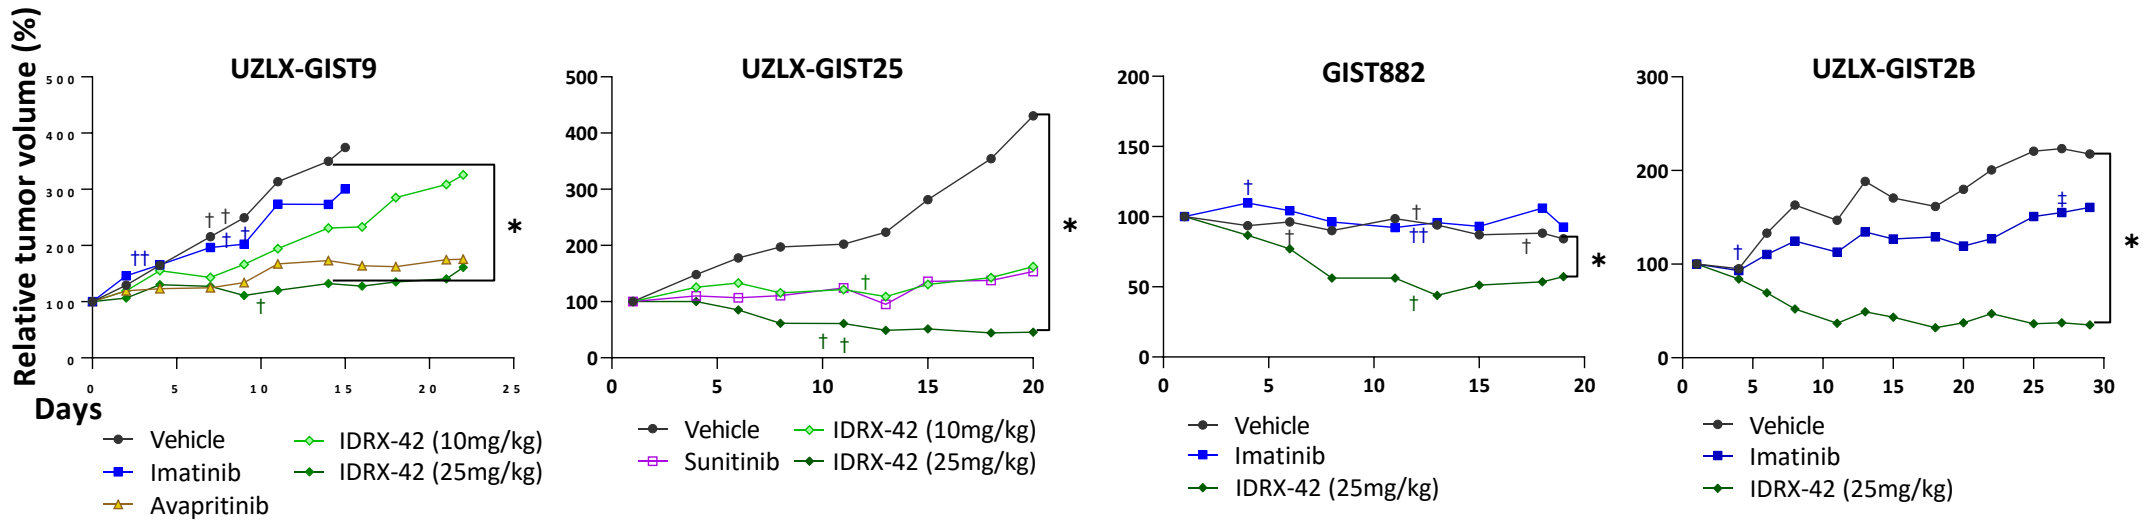 Relative tumor volume (%)
UZLX-GIST9
500
400
300
200
100
0
0 5 10 15 20 25
Days
†† † † † † †
*
Vehicle
Imatinib
Avapritinib
IDRX-42 (10mg/kg)
IDRX-42 (25mg/kg)
UZLX-GIST25
500
400
300
200
100
0
0 5 10 15 20
† † †
*
Vehicle
Sunitinib
IDRX-42 (10mg/kg)
IDRX-42 (25mg/kg)
GIST882
200
150
100
50
0
0 5 10 15 20
† † † †† † †
*
Vehicle
Imatinib
IDRX-42 (25mg/kg)
UZLX-GIST2B
300
200
100
0
0 5 10 15 20 25 30
† ‡
*
Vehicle
Imatinib
IDRX-42 (25mg/kg)